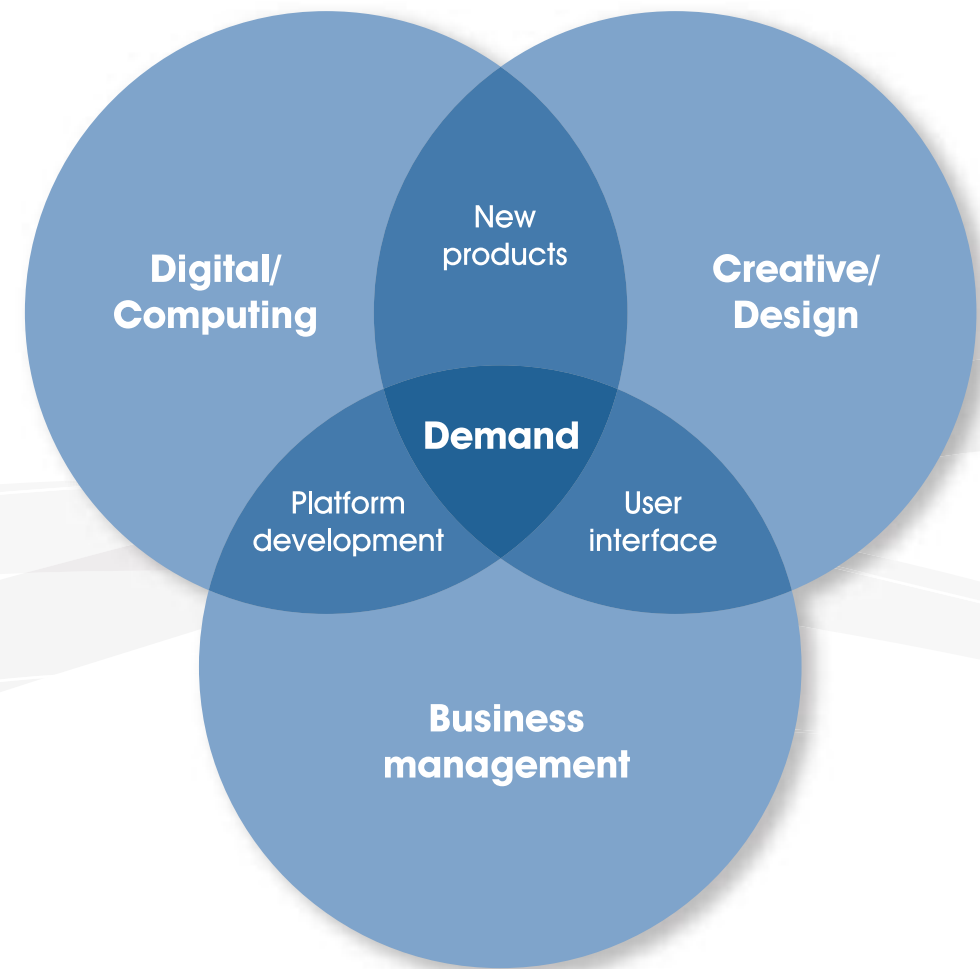 New
products
Digital/
Computing
Creative/
Design
Demand
Platform
development
User
interface
Business
management